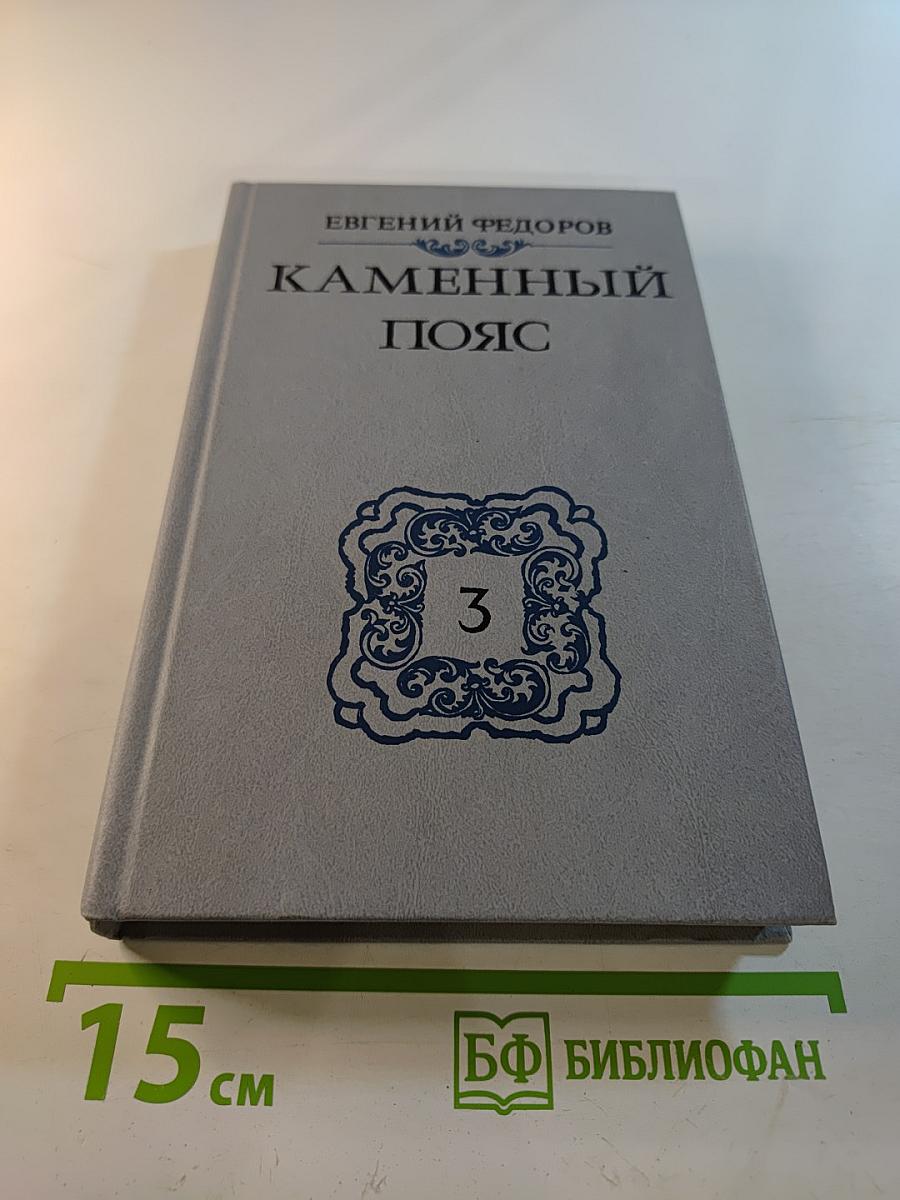 ЕВГЕНИЙ ФЕДОРОВ
КАМЕННЫЙ
ПОЯС
3
15 см
БФ БИБЛИОФАН